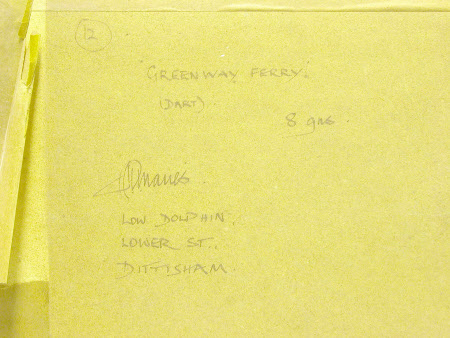 12
'GREENWAY FERRY.'
(DART).
8 gns.
LOW DOLPHIN,
LOWER ST.,
DITTISHAM.